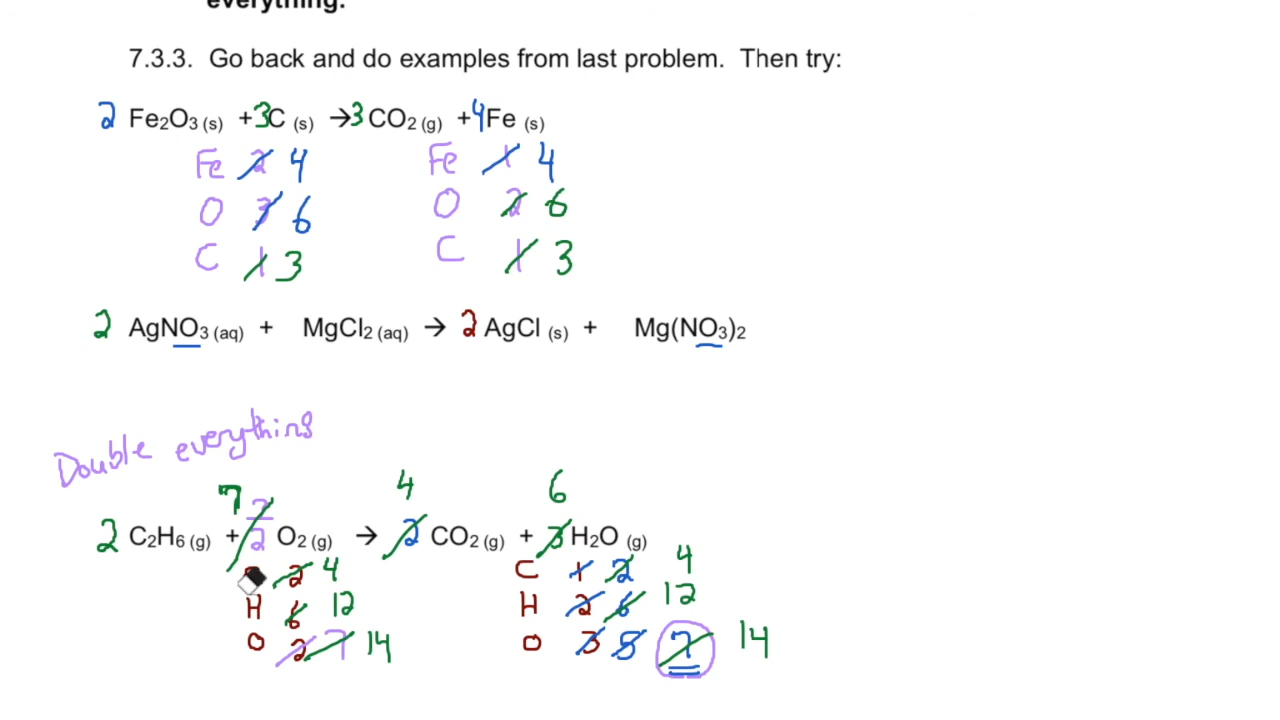 everything.
7.3.3. Go back and do examples from last problem. Then try:
2 Fe₂O₃ (s) + 3C (s) → 3 CO₂ (g) + 4Fe (s)
Fe 2 4 Fe 1 4
O 3 6 O 2 6
C 1 3 C 1 3
2 AgNO₃ (aq) + MgCl₂ (aq) → 2 AgCl (s) + Mg(NO₃)₂
Double everything
7 4 6
2 C₂H₆ (g) + 7/2 O₂ (g) → 2 CO₂ (g) + 3 H₂O (g)
2 4 C 1 2 4
H 6 12 H 2 6 12
O 2 7 14 O 3 5 7 14